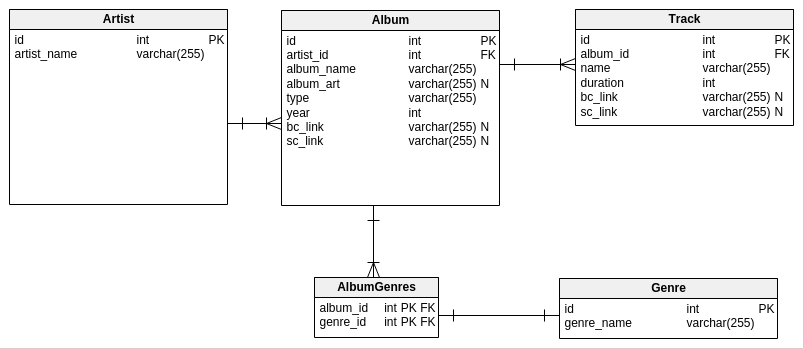 Artist
id int PK
artist_name varchar(255)
Album
id int PK
artist_id int FK
album_name varchar(255)
album_art varchar(255) N
type varchar(255)
year int
bc_link varchar(255) N
sc_link varchar(255) N
Track
id int PK
album_id int FK
name varchar(255)
duration int
bc_link varchar(255) N
sc_link varchar(255) N
AlbumGenres
album_id int PK FK
genre_id int PK FK
Genre
id int PK
genre_name varchar(255)